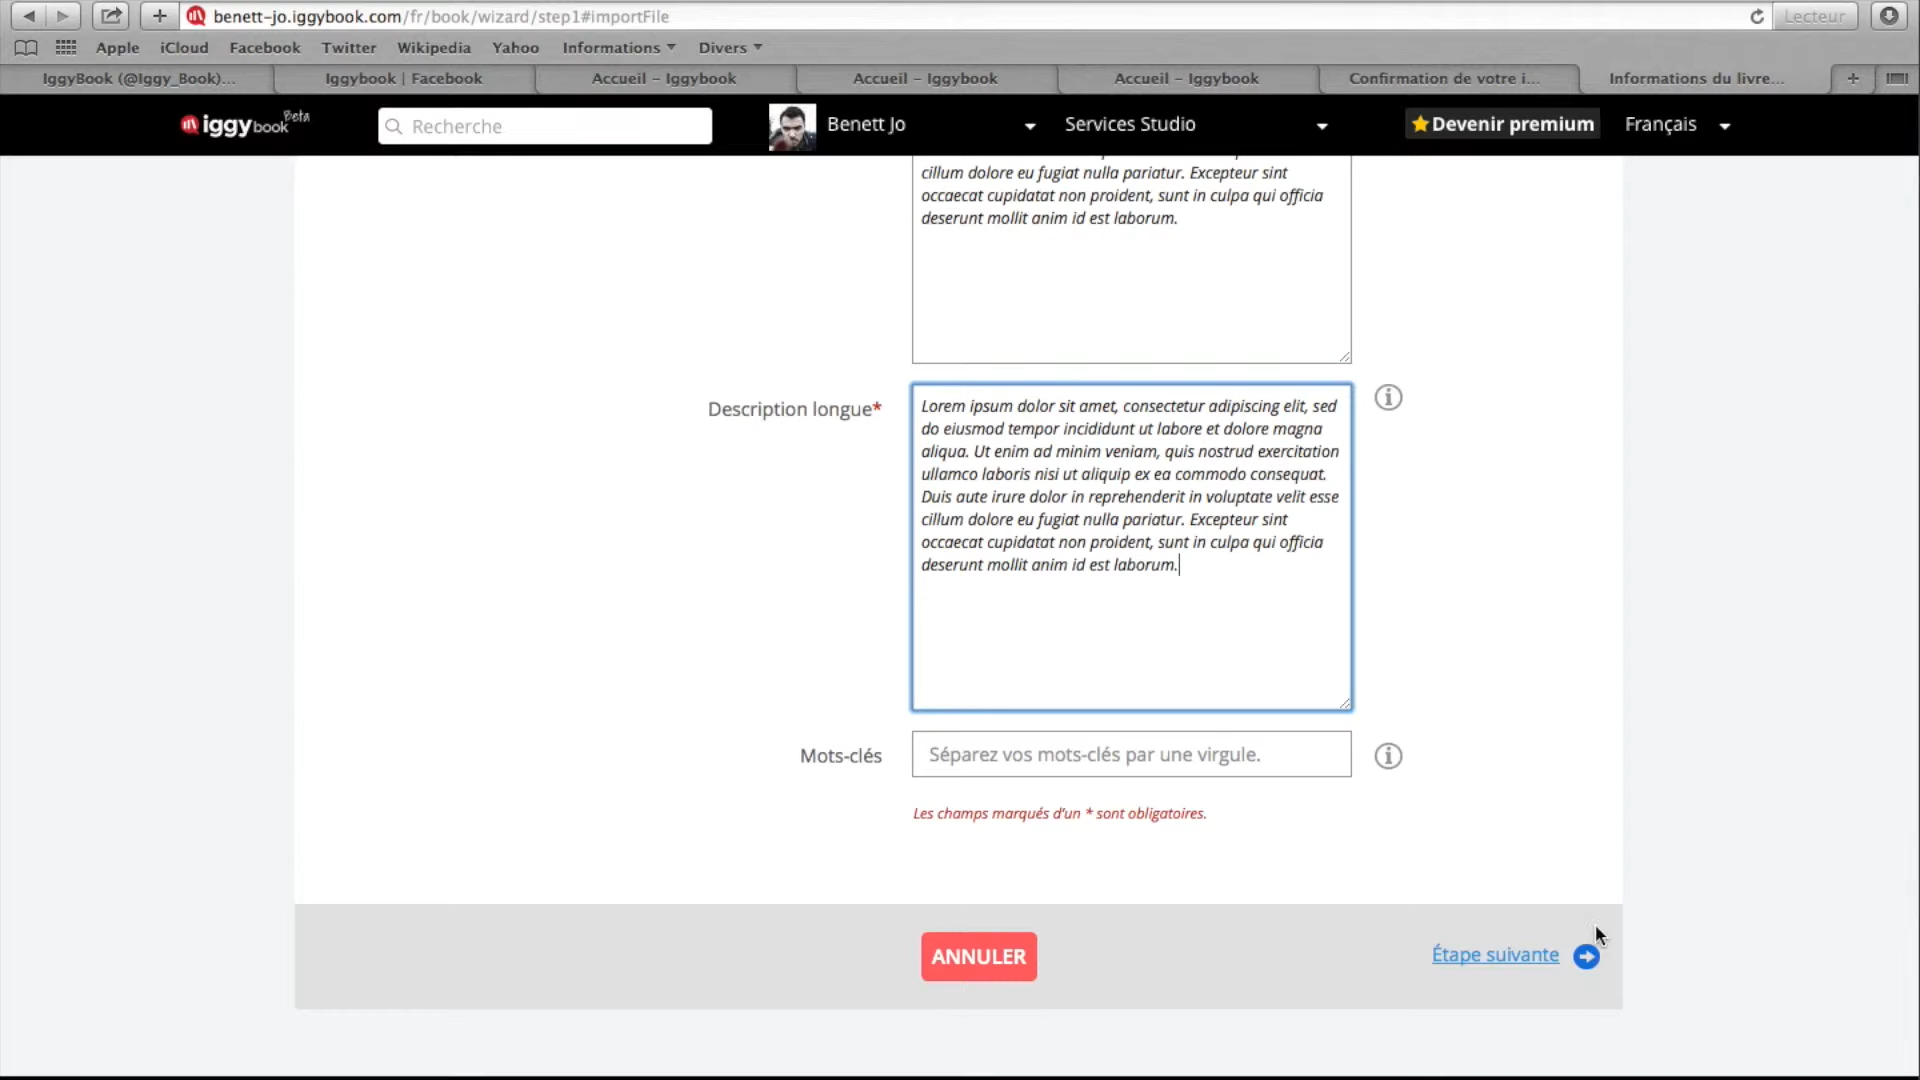 benett-jo.iggybook.com/fr/book/wizard/step1#importFile
Lecteur
Apple iCloud Facebook Twitter Wikipedia Yahoo Informations Divers
IggyBook (@Iggy_Book)...
Iggybook | Facebook
Accueil – Iggybook
Accueil – Iggybook
Accueil – Iggybook
Confirmation de votre i...
Informations du livre...
iggybook Beta
Recherche
Benett Jo
Services Studio
Devenir premium
Français
cillum dolore eu fugiat nulla pariatur. Excepteur sint
occaecat cupidatat non proident, sunt in culpa qui officia
deserunt mollit anim id est laborum.
Description longue*
Lorem ipsum dolor sit amet, consectetur adipiscing elit, sed
do eiusmod tempor incididunt ut labore et dolore magna
aliqua. Ut enim ad minim veniam, quis nostrud exercitation
ullamco laboris nisi ut aliquip ex ea commodo consequat.
Duis aute irure dolor in reprehenderit in voluptate velit esse
cillum dolore eu fugiat nulla pariatur. Excepteur sint
occaecat cupidatat non proident, sunt in culpa qui officia
deserunt mollit anim id est laborum.
Mots-clés
Séparez vos mots-clés par une virgule.
Les champs marqués d'un * sont obligatoires.
ANNULER
Étape suivante